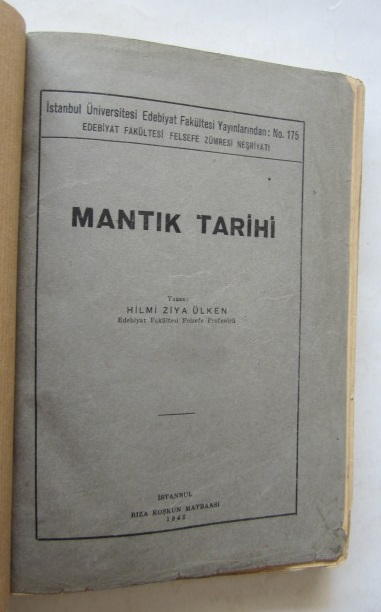 İstanbul Üniversitesi Edebiyat Fakültesi Yayınlarından: No. 175
EDEBİYAT FAKÜLTESİ FELSEFE ZÜMRESİ NEŞRİYATI
MANTIK TARİHİ
Yazan:
HİLMİ ZİYA ÜLKEN
Edebiyat Fakültesi Felsefe Profesörü
İSTANBUL
RIZA KOŞKUN MATBAASI
1942